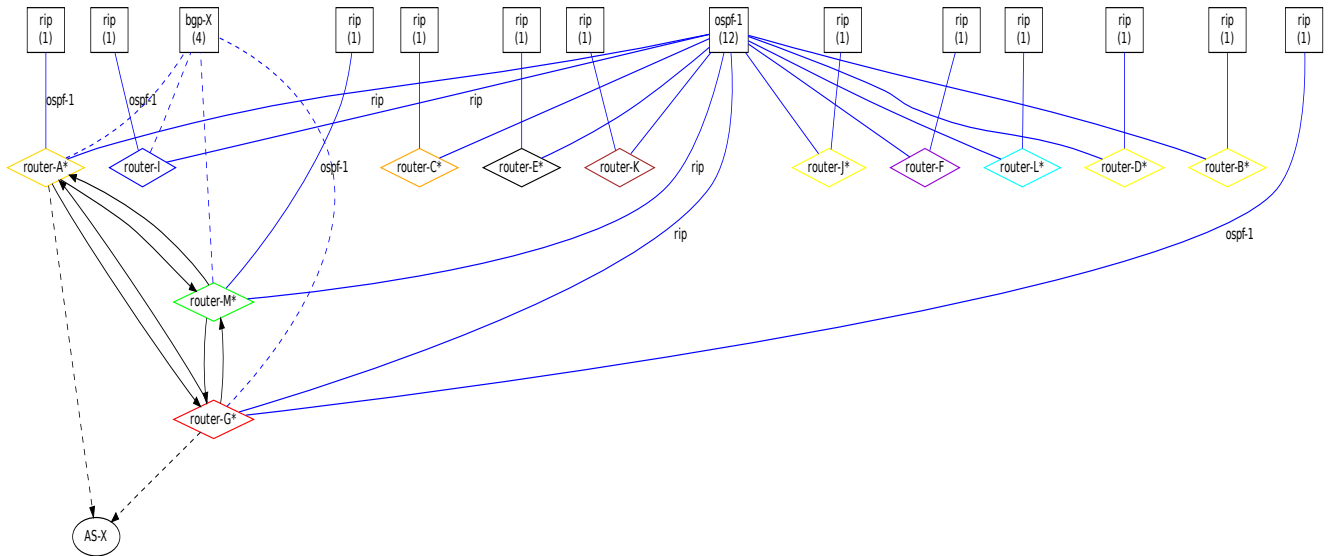 rip
(1)
rip
(1)
bgp-X
(4)
rip
(1)
rip
(1)
rip
(1)
rip
(1)
ospf-1
(12)
rip
(1)
rip
(1)
rip
(1)
rip
(1)
rip
(1)
rip
(1)
ospf-1
ospf-1
rip
rip
router-A*
router-I
ospf-1
router-C*
router-E*
router-K
rip
router-J*
router-F
router-L*
router-D*
router-B*
rip
ospf-1
router-M*
router-G*
AS-X